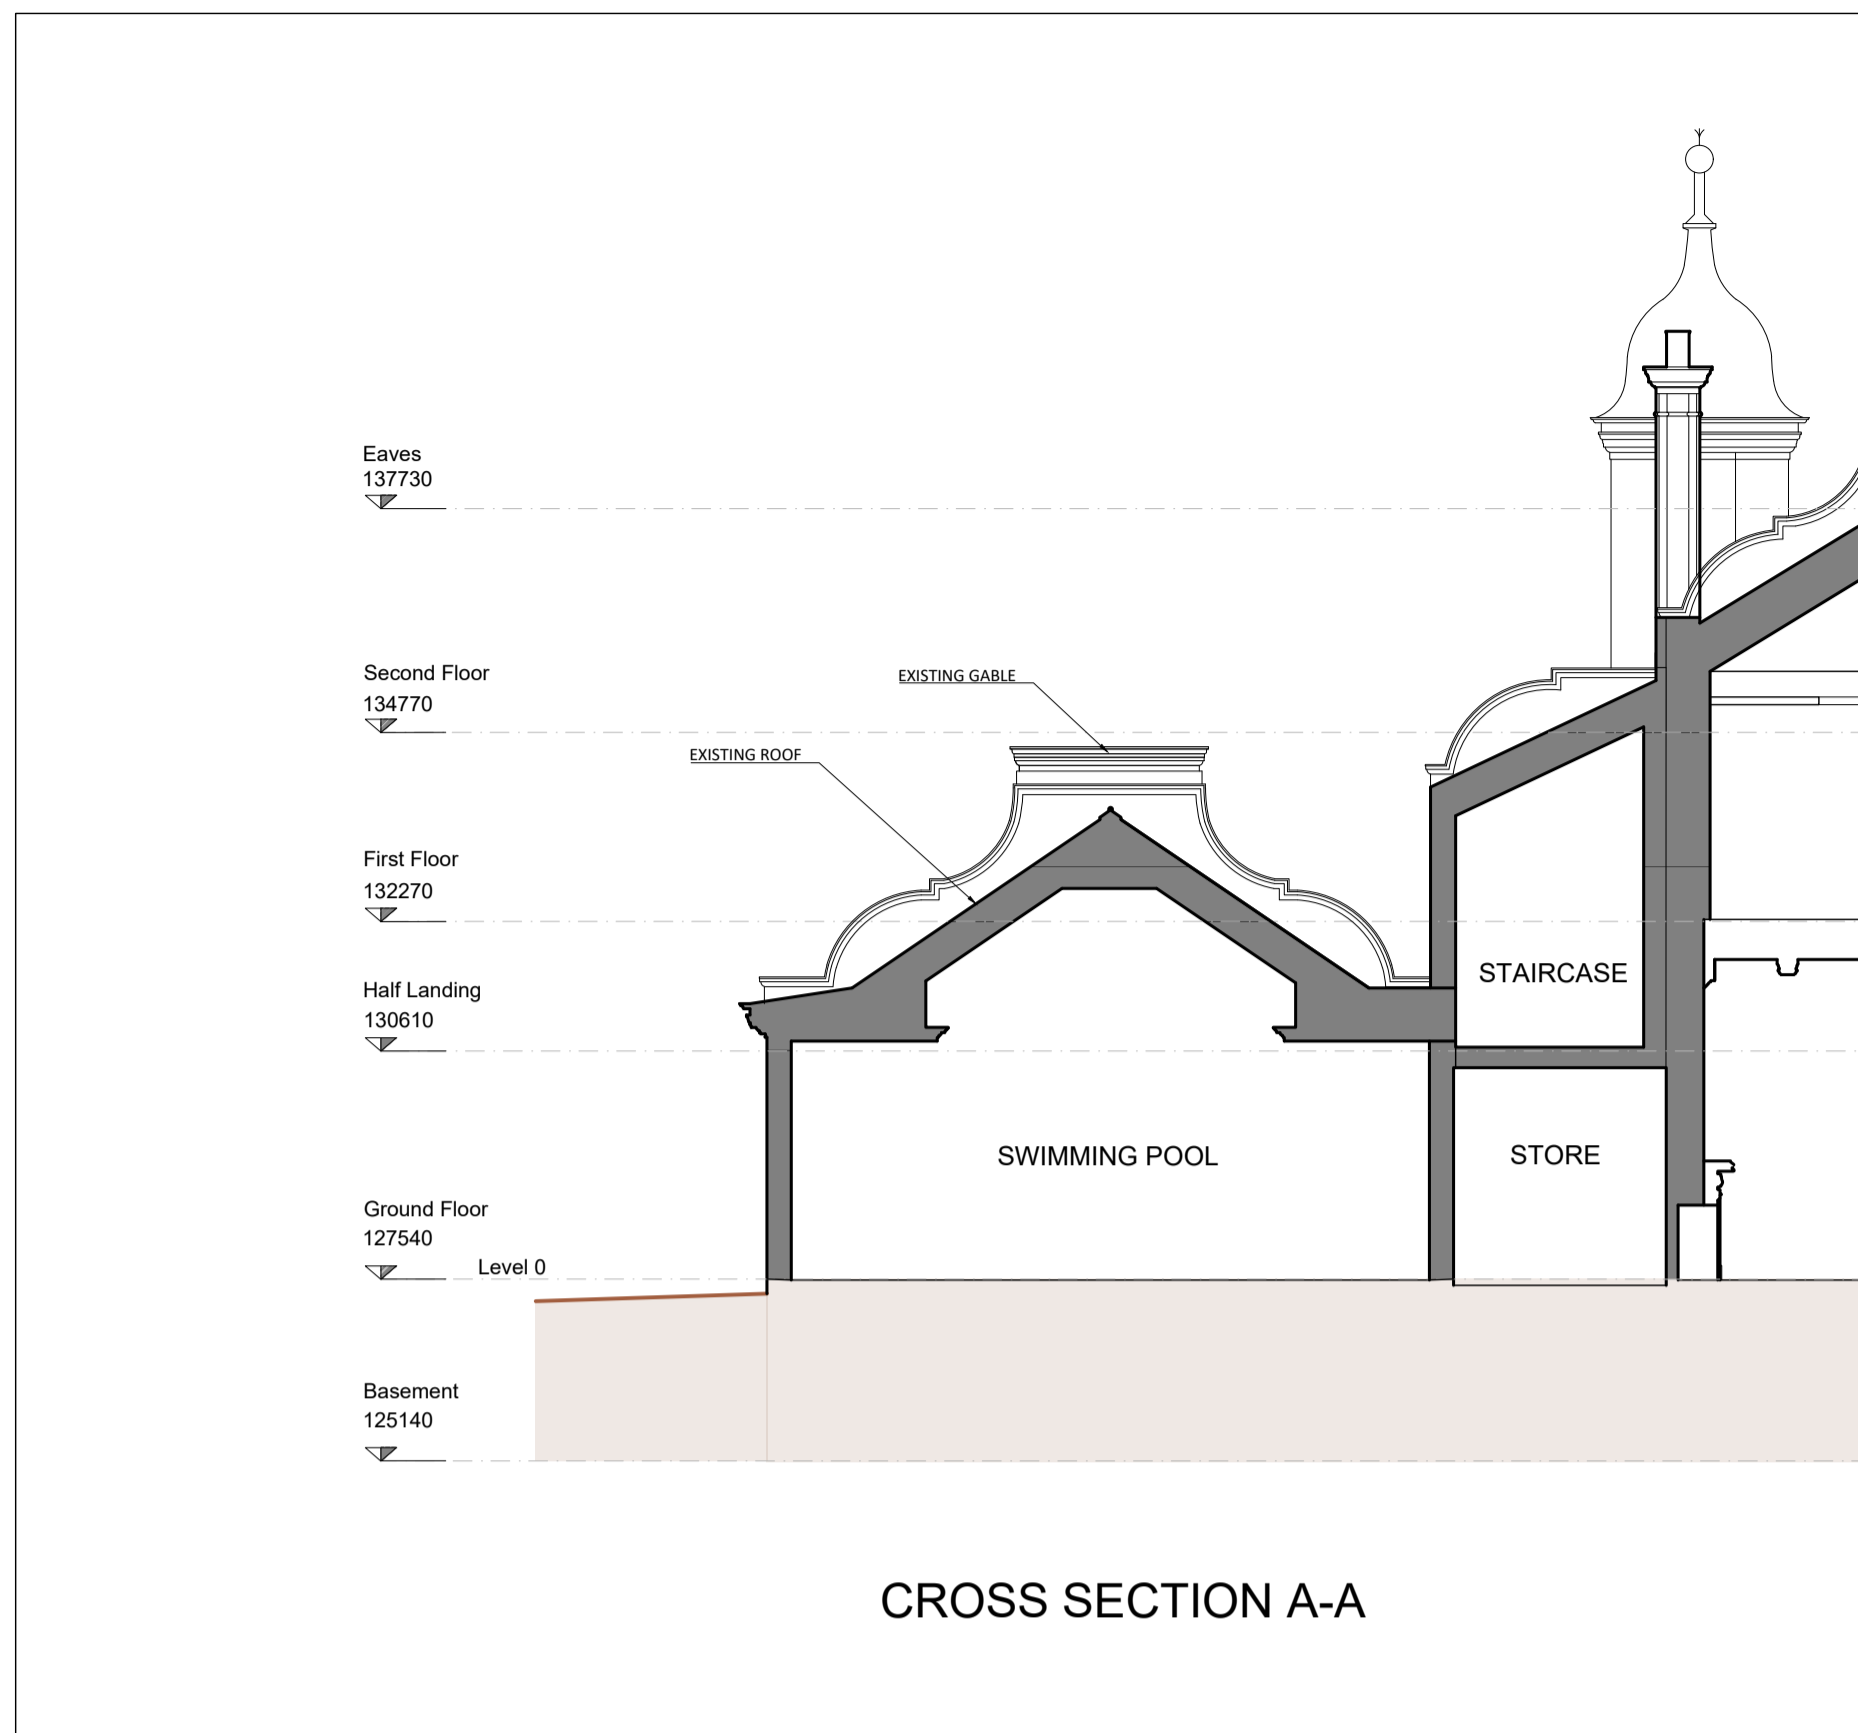 Eaves
137730
Second Floor
134770
EXISTING GABLE
EXISTING ROOF
First Floor
132270
Half Landing
130610
STAIRCASE
SWIMMING POOL
STORE
Ground Floor
127540
Level 0
Basement
125140
CROSS SECTION A-A